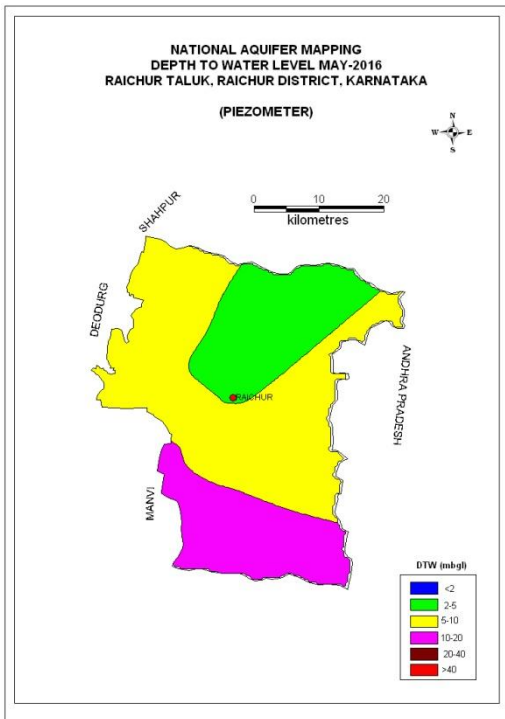 NATIONAL AQUIFER MAPPING
DEPTH TO WATER LEVEL MAY-2016
RAICHUR TALUK, RAICHUR DISTRICT, KARNATAKA
(PIEZOMETER)
N
W E
S
0 10 20
kilometres
SHAHPUR
DEODURG
ANDHRA PRADESH
RAICHUR
MANVI
DTW (mbgl)
<2
2-5
5-10
10-20
20-40
>40